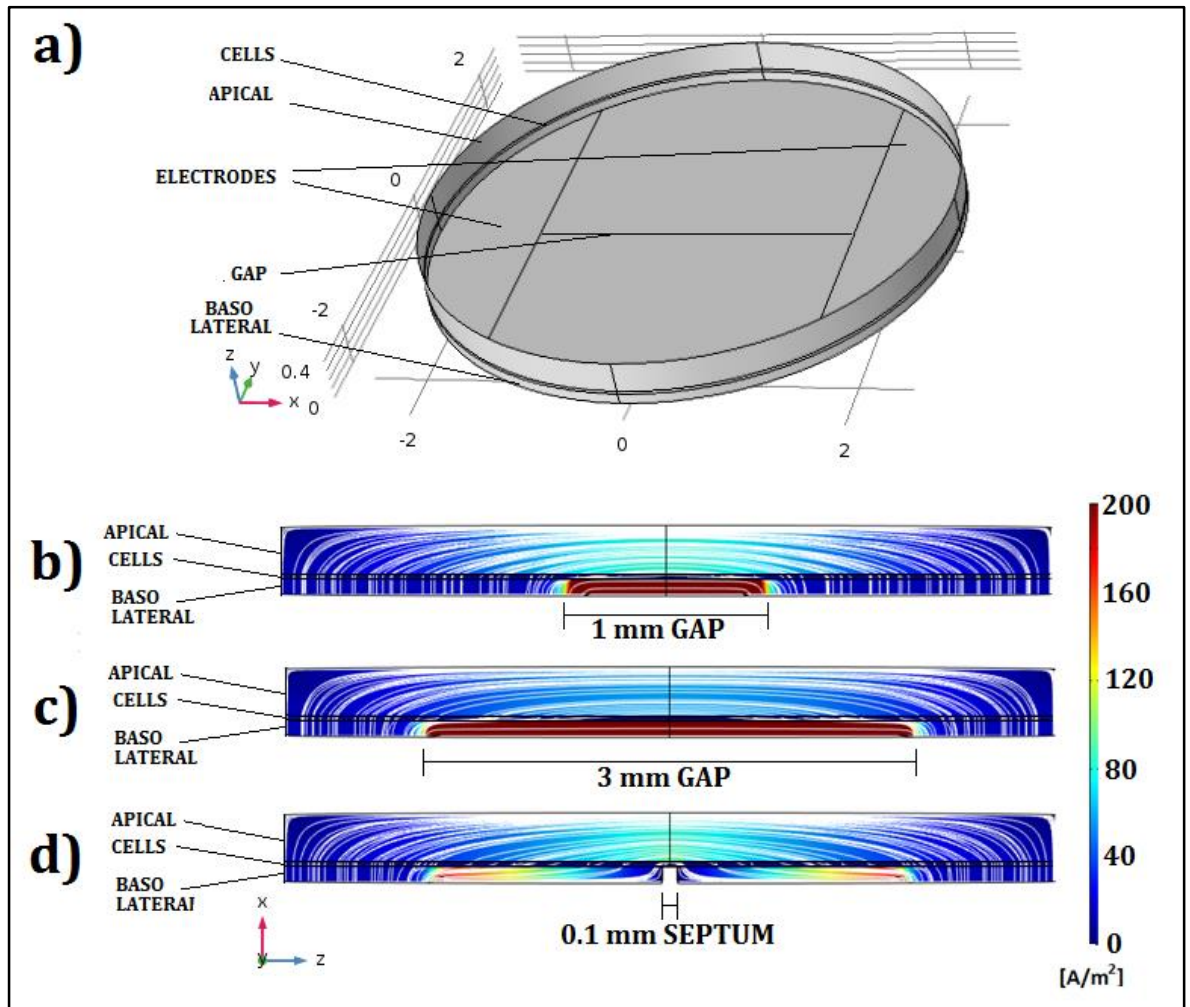 a)
CELLS
APICAL
ELECTRODES
GAP
BASO
LATERAL
2
0
-2
0.4
0
z
y
x
-2
0
2
b)
APICAL
CELLS
BASO
LATERAL
1 mm GAP
c)
APICAL
CELLS
BASO
LATERAL
3 mm GAP
d)
APICAL
CELLS
BASO
LATERAL
0.1 mm SEPTUM
x
y
z
200
160
120
80
40
0
[A/m²]